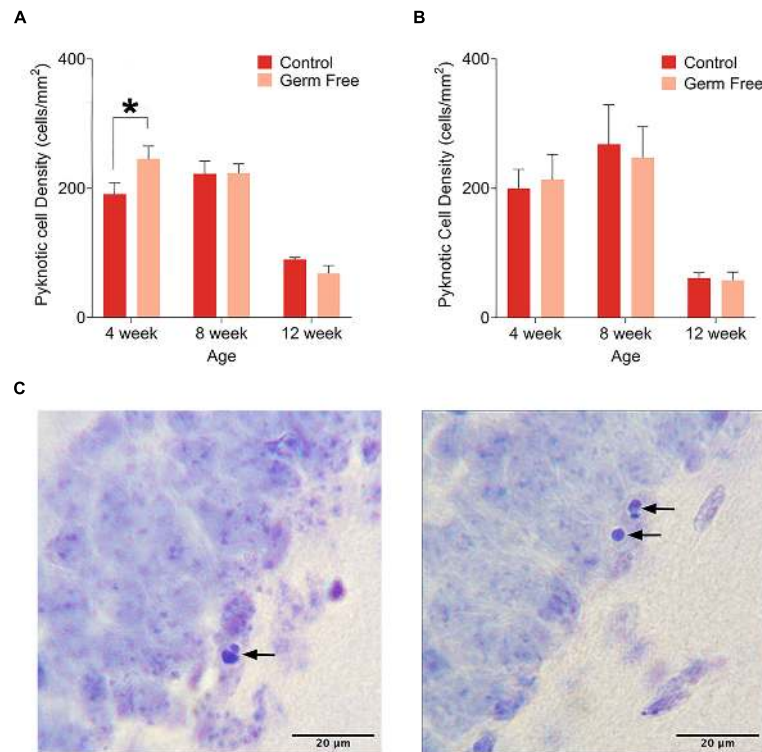 A
Pyknotic Cell Density (cells/mm²)
400
200
0
Control
Germ Free
*
4 week
8 week
12 week
Age
B
Pyknotic Cell Density (cells/mm²)
400
200
0
Control
Germ Free
4 week
8 week
12 week
Age
C
20 µm
20 µm